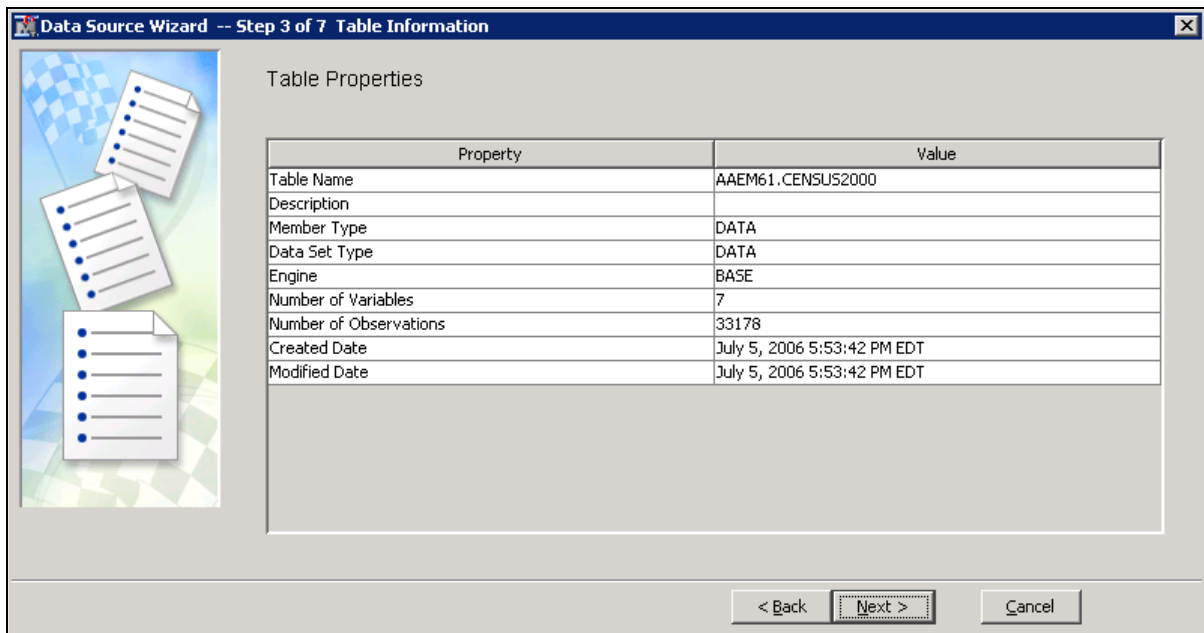 Data Source Wizard -- Step 3 of 7 Table Information
Table Properties
Property Value
Table Name AAEM61.CENSUS2000
Description
Member Type DATA
Data Set Type DATA
Engine BASE
Number of Variables 7
Number of Observations 33178
Created Date July 5, 2006 5:53:42 PM EDT
Modified Date July 5, 2006 5:53:42 PM EDT
< Back Next > Cancel